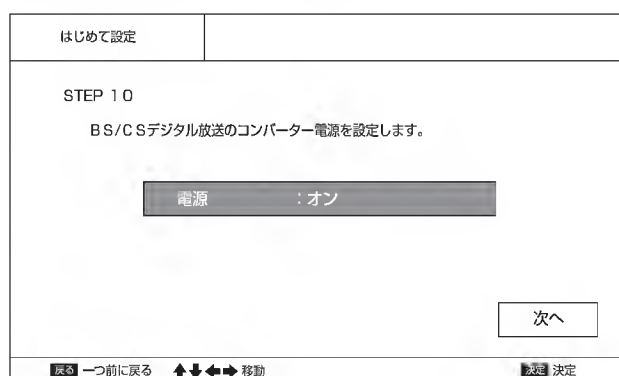 はじめて設定
STEP 10
BS/CSデジタル放送のコンバーター電源を設定します。
電源 :オン
次へ
戻る 一つ前に戻る ↑↓←→ 移動 決定 決定